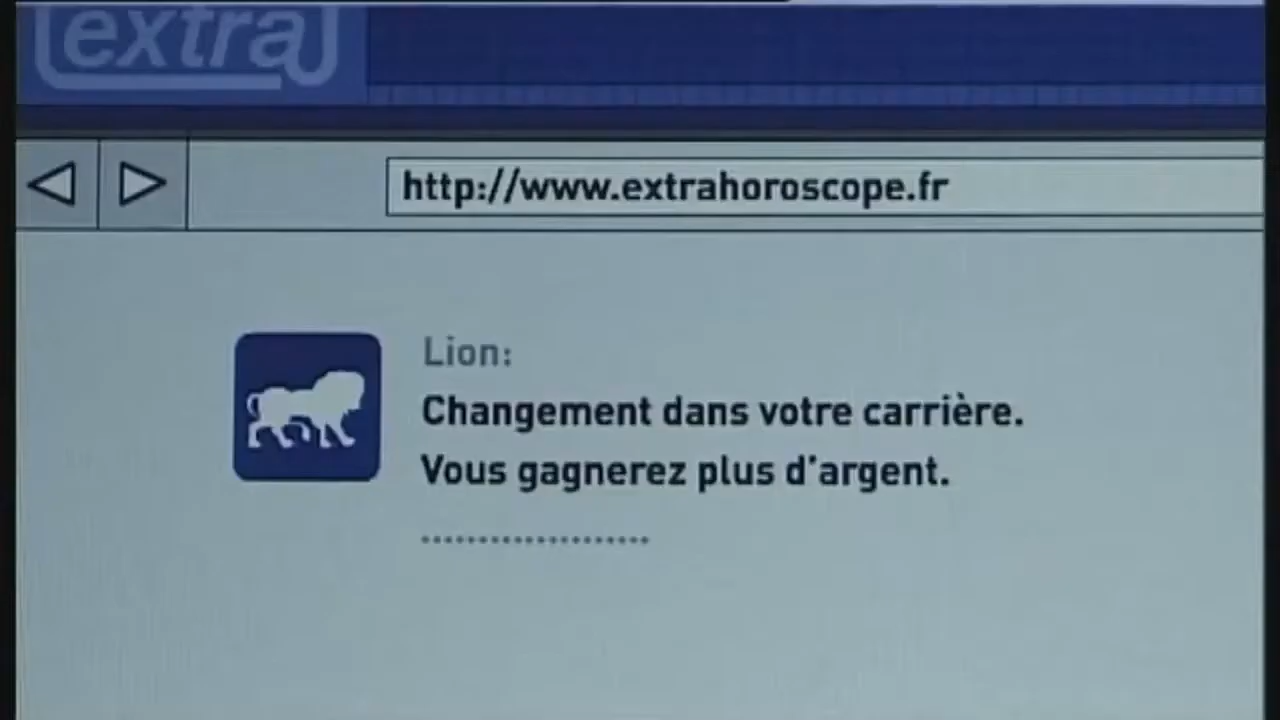 extra
http://www.extrahoroscope.fr
Lion:
Changement dans votre carrière.
Vous gagnerez plus d'argent.